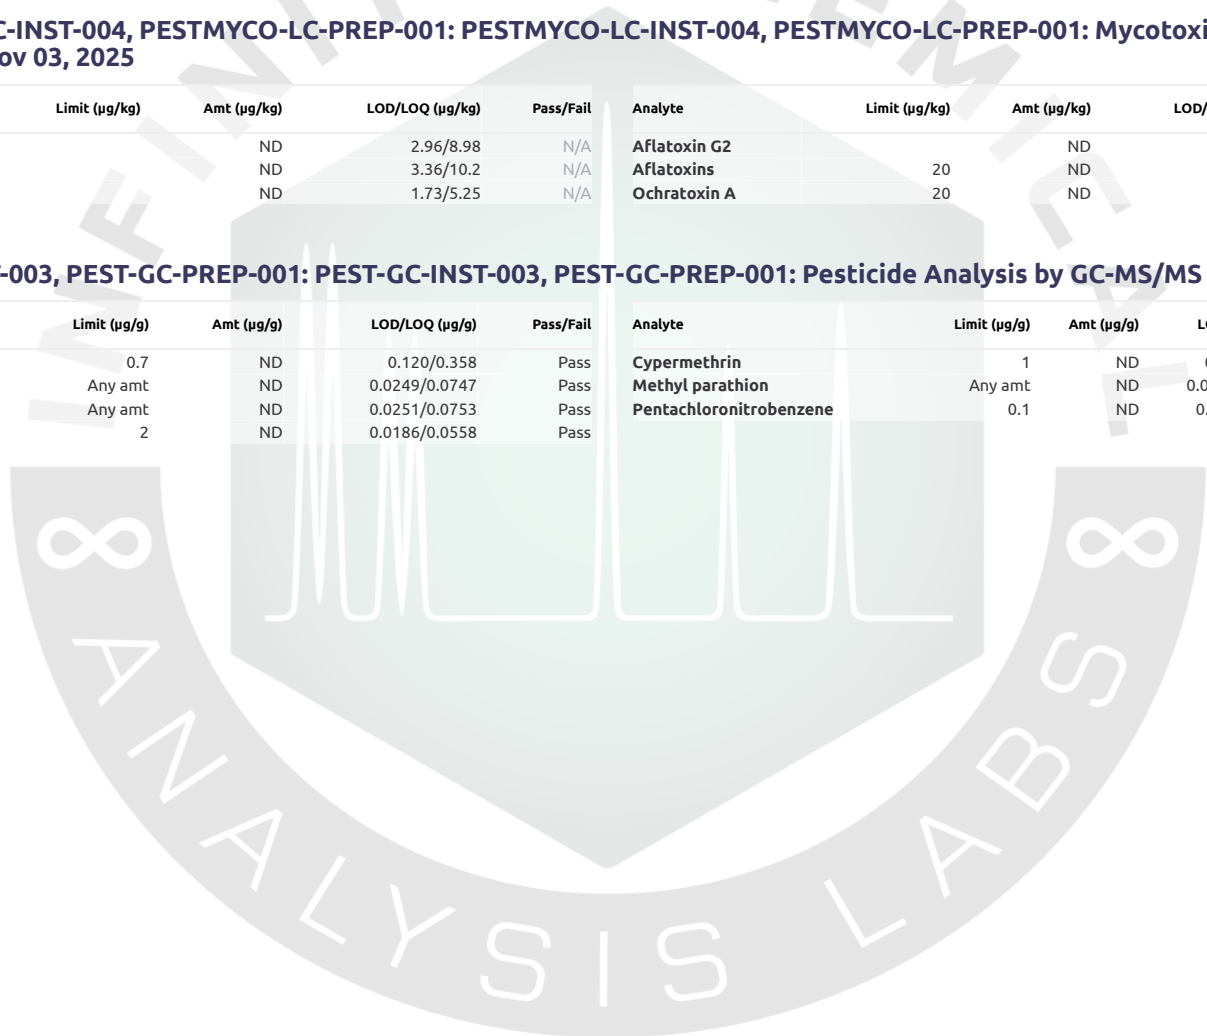 C-INST-004, PESTMYCO-LC-PREP-001: PESTMYCO-LC-INST-004, PESTMYCO-LC-PREP-001: Mycotoxi
ov 03, 2025
Limit (µg/kg) Amt (µg/kg) LOD/LOQ (µg/kg) Pass/Fail Analyte Limit (µg/kg) Amt (µg/kg) LOD/
ND 2.96/8.98 N/A Aflatoxin G2 ND
ND 3.36/10.2 N/A Aflatoxins 20 ND
ND 1.73/5.25 N/A Ochratoxin A 20 ND
-003, PEST-GC-PREP-001: PEST-GC-INST-003, PEST-GC-PREP-001: Pesticide Analysis by GC-MS/MS
Limit (µg/g) Amt (µg/g) LOD/LOQ (µg/g) Pass/Fail Analyte Limit (µg/g) Amt (µg/g)
0.7 ND 0.120/0.358 Pass Cypermethrin 1 ND
Any amt ND 0.0249/0.0747 Pass Methyl parathion Any amt ND 0.0
Any amt ND 0.0251/0.0753 Pass Pentachloronitrobenzene 0.1 ND 0.
2 ND 0.0186/0.0558 Pass
ANALYSIS LABS